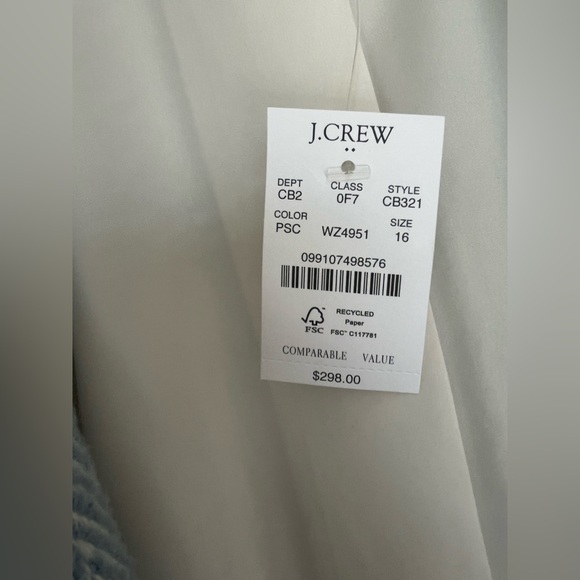 J.CREW
DEPT CLASS STYLE
CB2 0F7 CB321
COLOR SIZE
PSC WZ4951 16
099107498576
RECYCLED
Paper
FSC FSC® C117781
COMPARABLE VALUE
$298.00